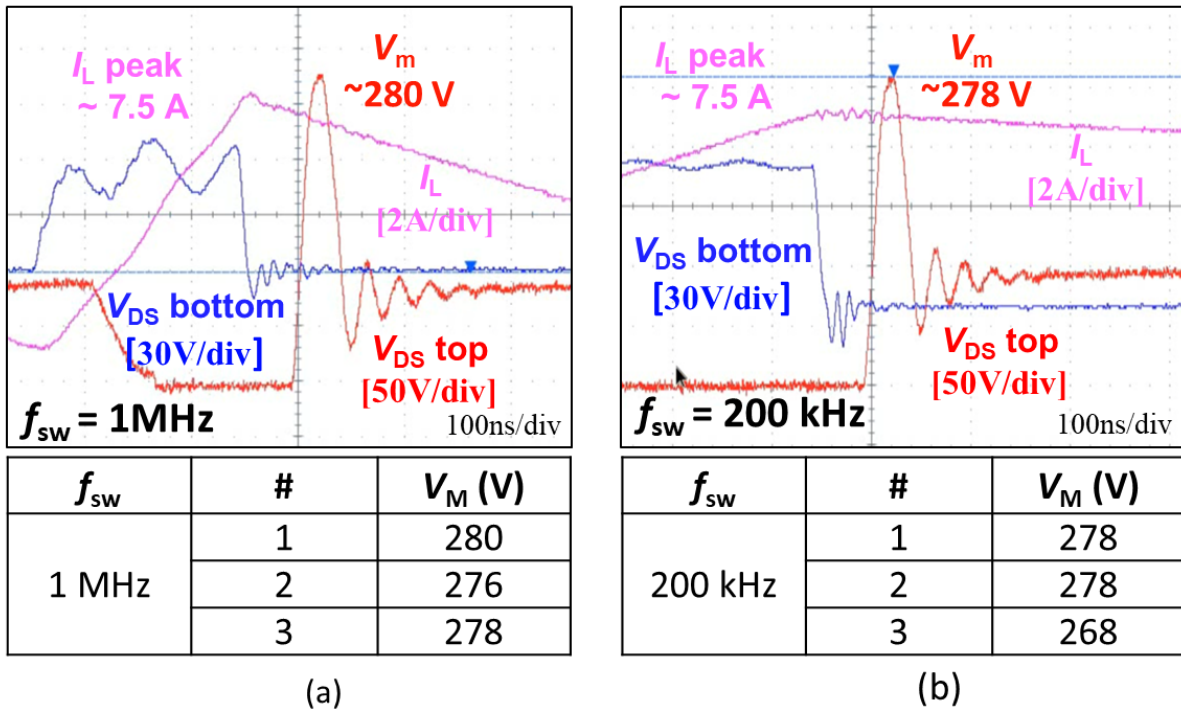 I_L peak
~ 7.5 A
V_m
~280 V
I_L
[2A/div]
V_DS bottom
[30V/div]
V_DS top
[50V/div]
f_sw = 1MHz
100ns/div
I_L peak
~ 7.5 A
V_m
~278 V
I_L
[2A/div]
V_DS bottom
[30V/div]
V_DS top
[50V/div]
f_sw = 200 kHz
100ns/div
f_sw # V_M (V)
1 MHz 1 280
2 276
3 278
f_sw # V_M (V)
200 kHz 1 278
2 278
3 268
(a)
(b)